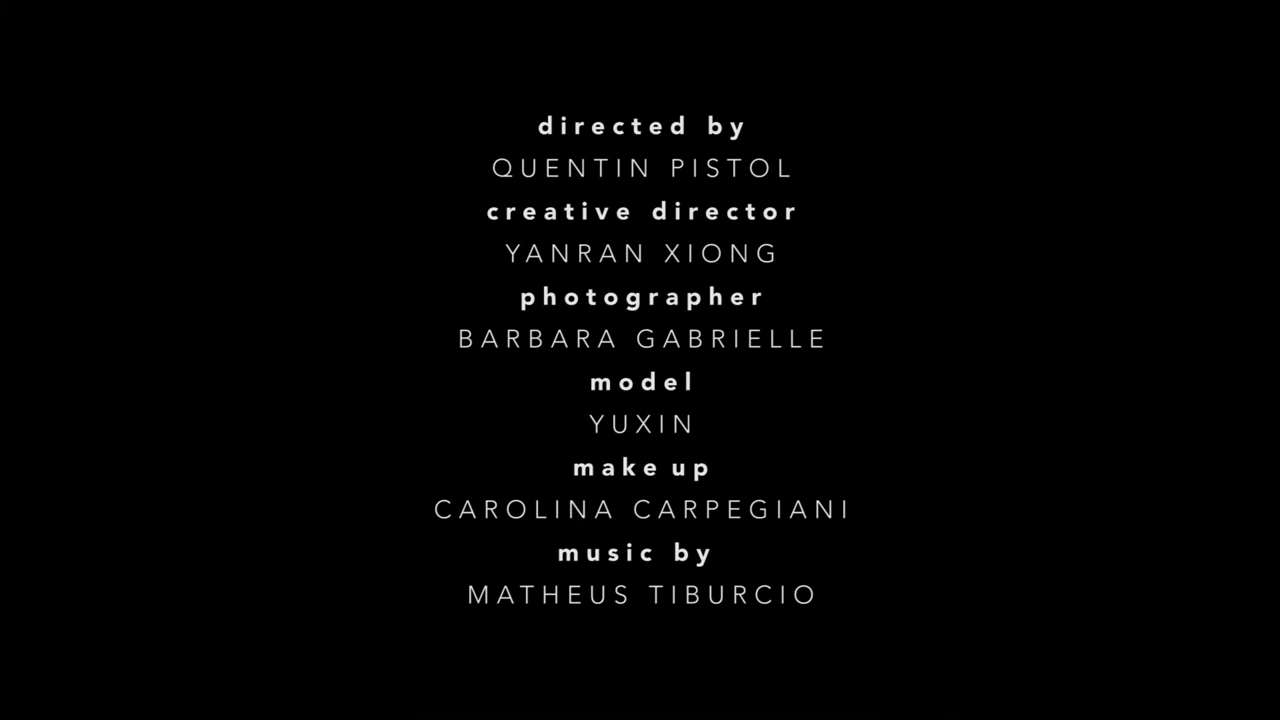 directed by
QUENTIN PISTOL
creative director
YANRAN XIONG
photographer
BARBARA GABRIELLE
model
YUXIN
make up
CAROLINA CARPEGIANI
music by
MATHEUS TIBURCIO